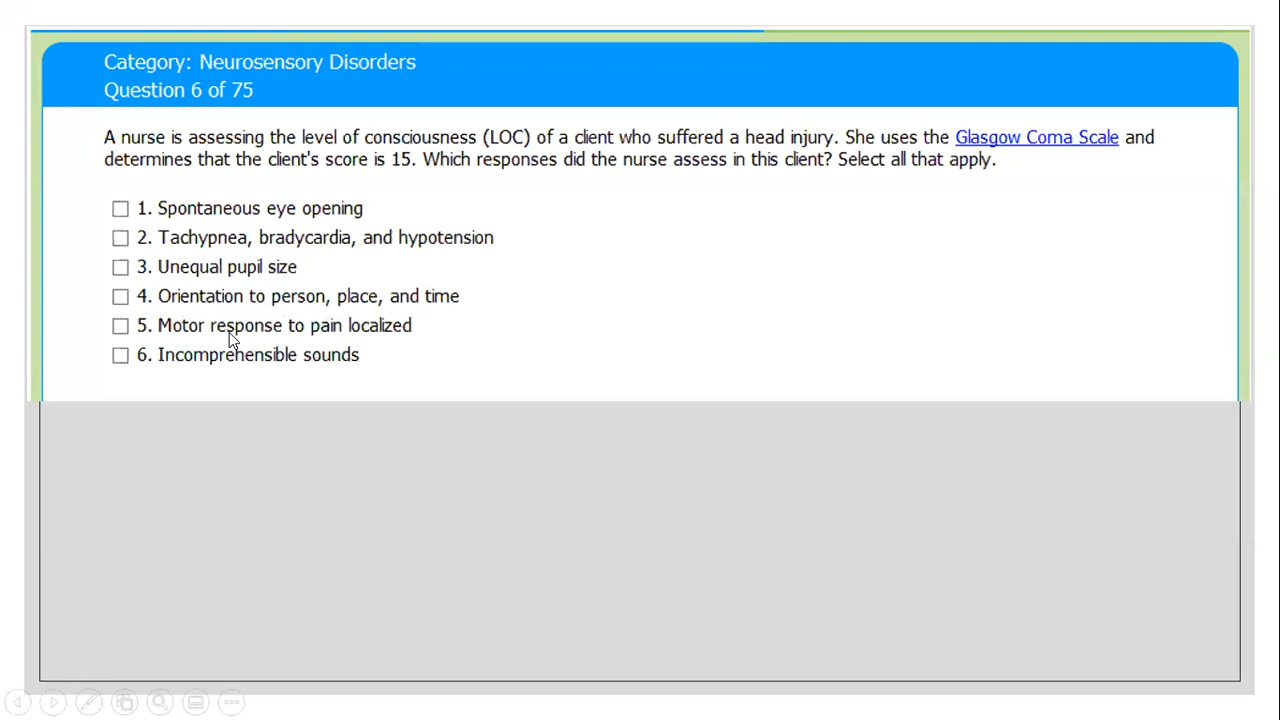 Category: Neurosensory Disorders
Question 6 of 75
A nurse is assessing the level of consciousness (LOC) of a client who suffered a head injury. She uses the Glasgow Coma Scale and
determines that the client's score is 15. Which responses did the nurse assess in this client? Select all that apply.
1. Spontaneous eye opening
2. Tachypnea, bradycardia, and hypotension
3. Unequal pupil size
4. Orientation to person, place, and time
5. Motor response to pain localized
6. Incomprehensible sounds